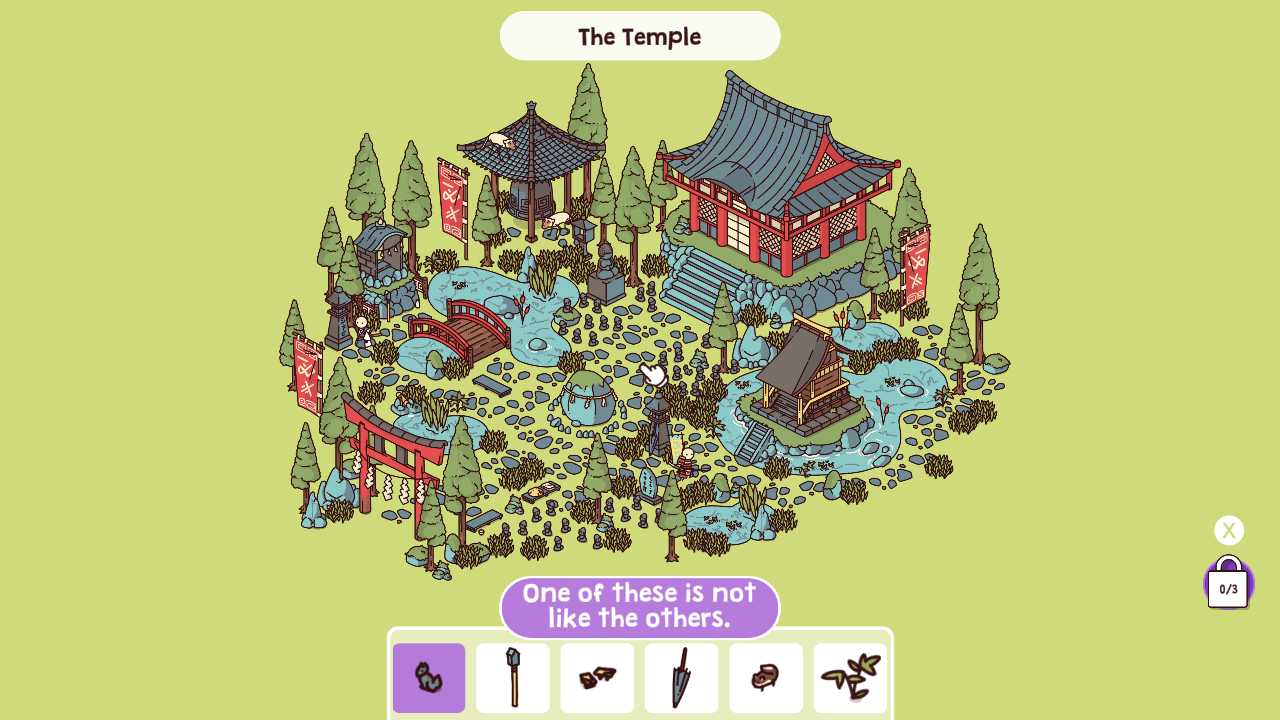 The Temple
X
0/3
One of these is not
like the others.